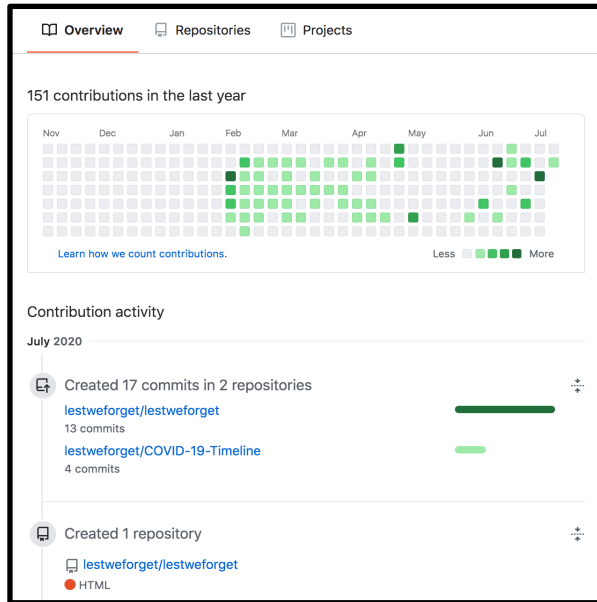 Overview Repositories Projects
151 contributions in the last year
Nov Dec Jan Feb Mar Apr May Jun Jul
Learn how we count contributions. Less More
Contribution activity
July 2020
Created 17 commits in 2 repositories
lestweforget/lestweforget
13 commits
lestweforget/COVID-19-Timeline
4 commits
Created 1 repository
lestweforget/lestweforget
HTML